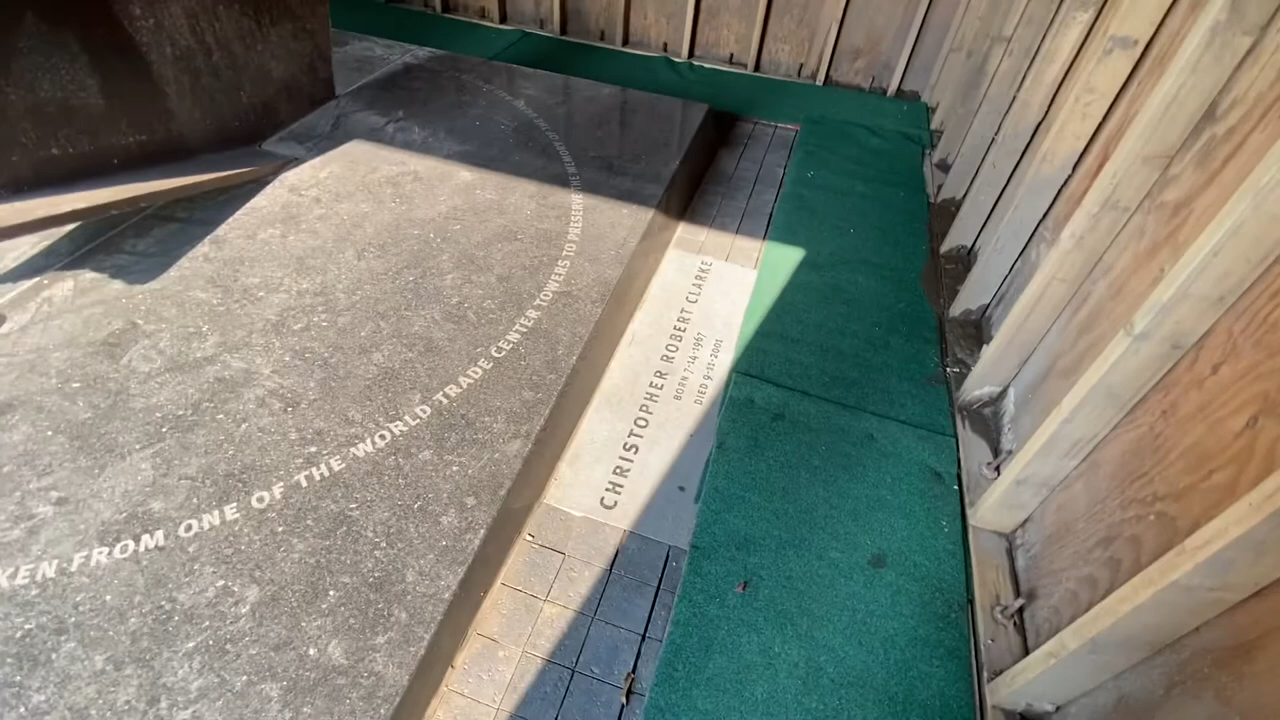 KEN FROM ONE OF THE WORLD TRADE CENTER TOWERS TO PRESERVE THE MEMORY OF THE
CHRISTOPHER ROBERT CLARKE
BORN 7-14-1967
DIED 9-11-2001